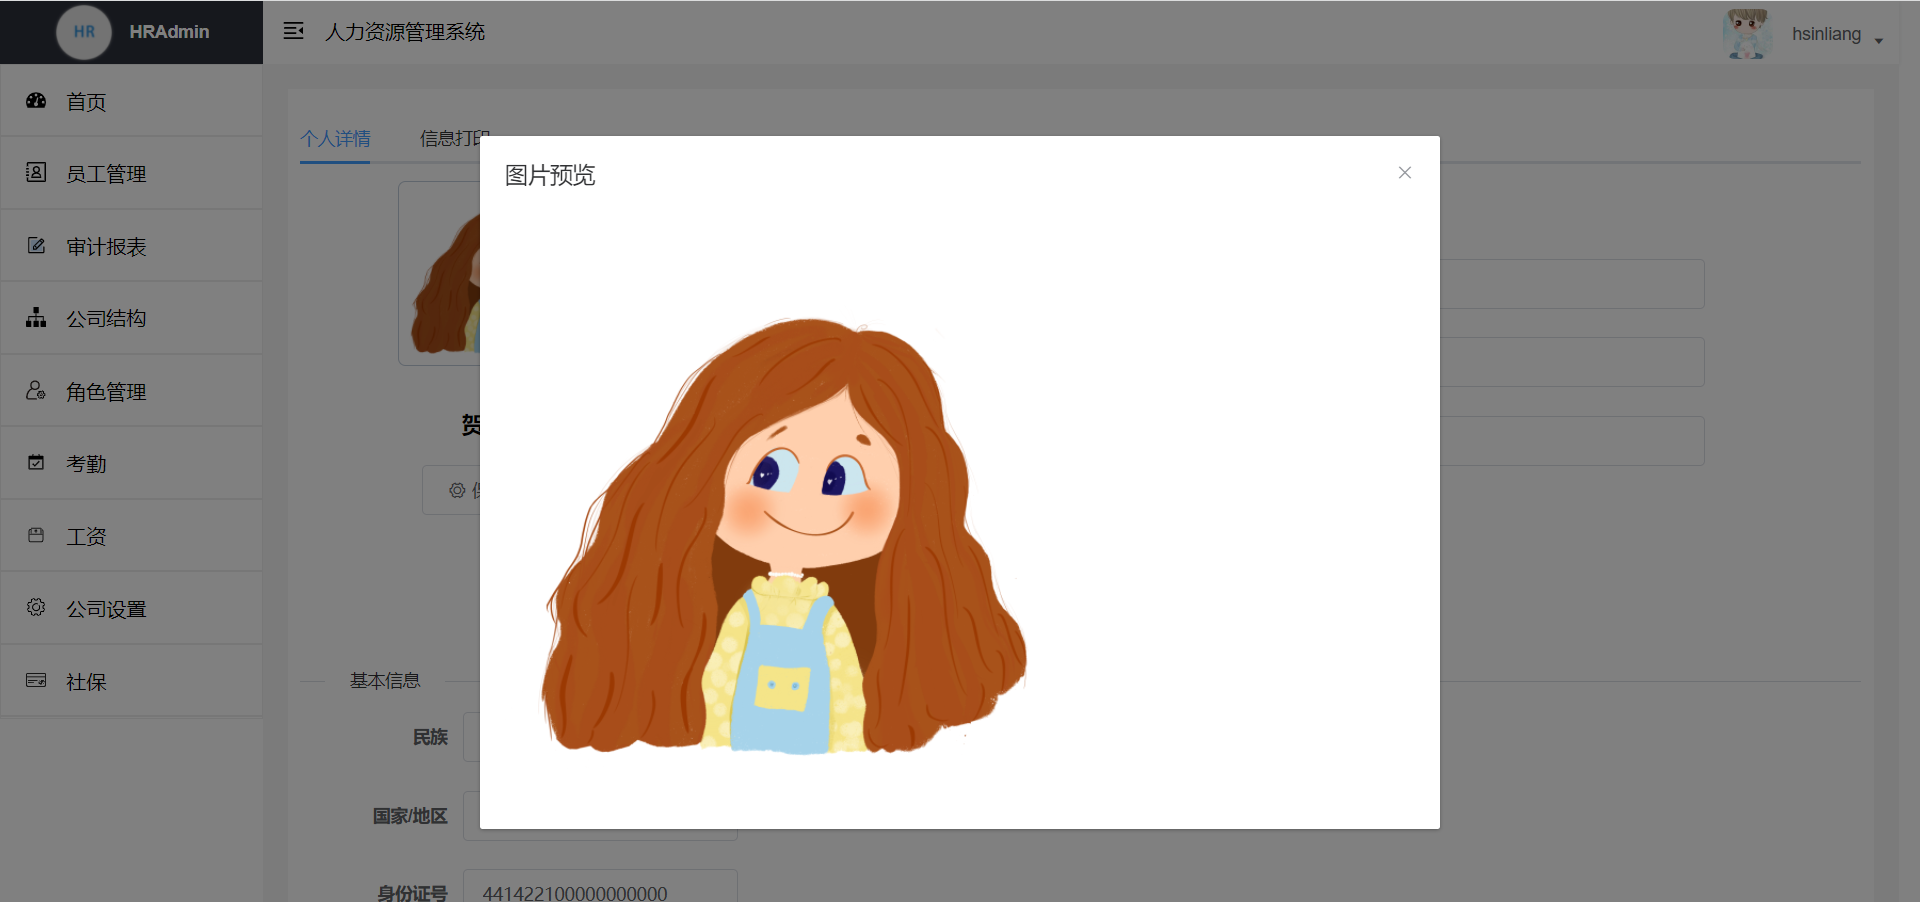 HR HRAdmin
人力资源管理系统
hsinliang
首页
员工管理
审计报表
公司结构
角色管理
考勤
工资
公司设置
社保
个人详情 信息打印
图片预览
贺
基本信息
民族
国家/地区
身份证号 441422100000000000